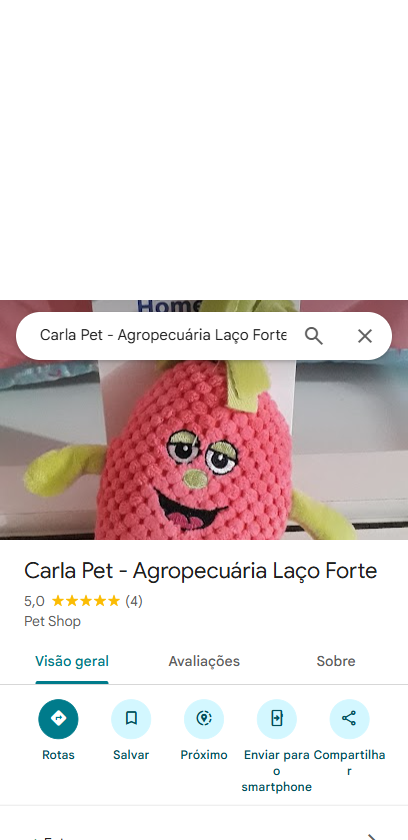 Home
Carla Pet - Agropecuária Laço Forte
Carla Pet - Agropecuária Laço Forte
5,0 (4)
Pet Shop
Visão geral Avaliações Sobre
Rotas Salvar Próximo Enviar para o smartphone Compartilhar